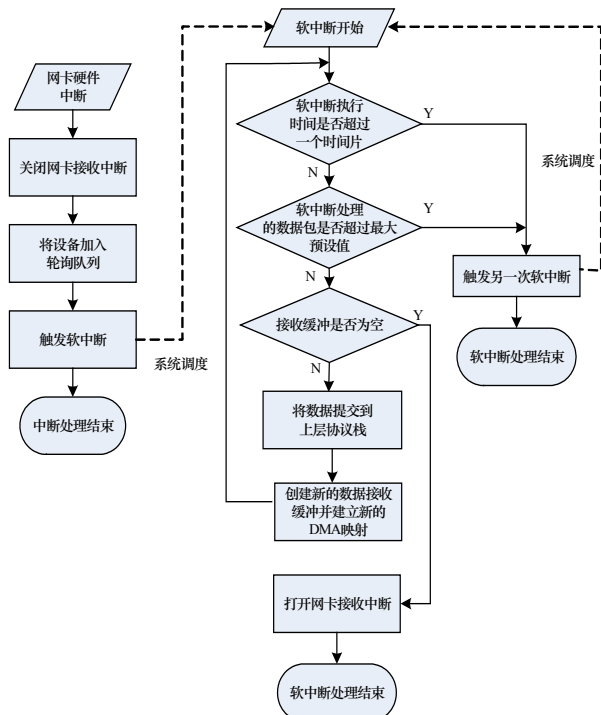 网卡硬件
中断
关闭网卡接收中断
将设备加入
轮询队列
触发软中断
中断处理结束
系统调度
软中断开始
软中断执行
时间是否超过
一个时间片
Y
N
软中断处理
的数据包是否超过最大
预设值
Y
N
接收缓冲是否为空
Y
N
将数据提交到
上层协议栈
创建新的数据接收
缓冲并建立新的
DMA映射
打开网卡接收中断
软中断处理结束
系统调度
触发另一次软中断
软中断处理结束